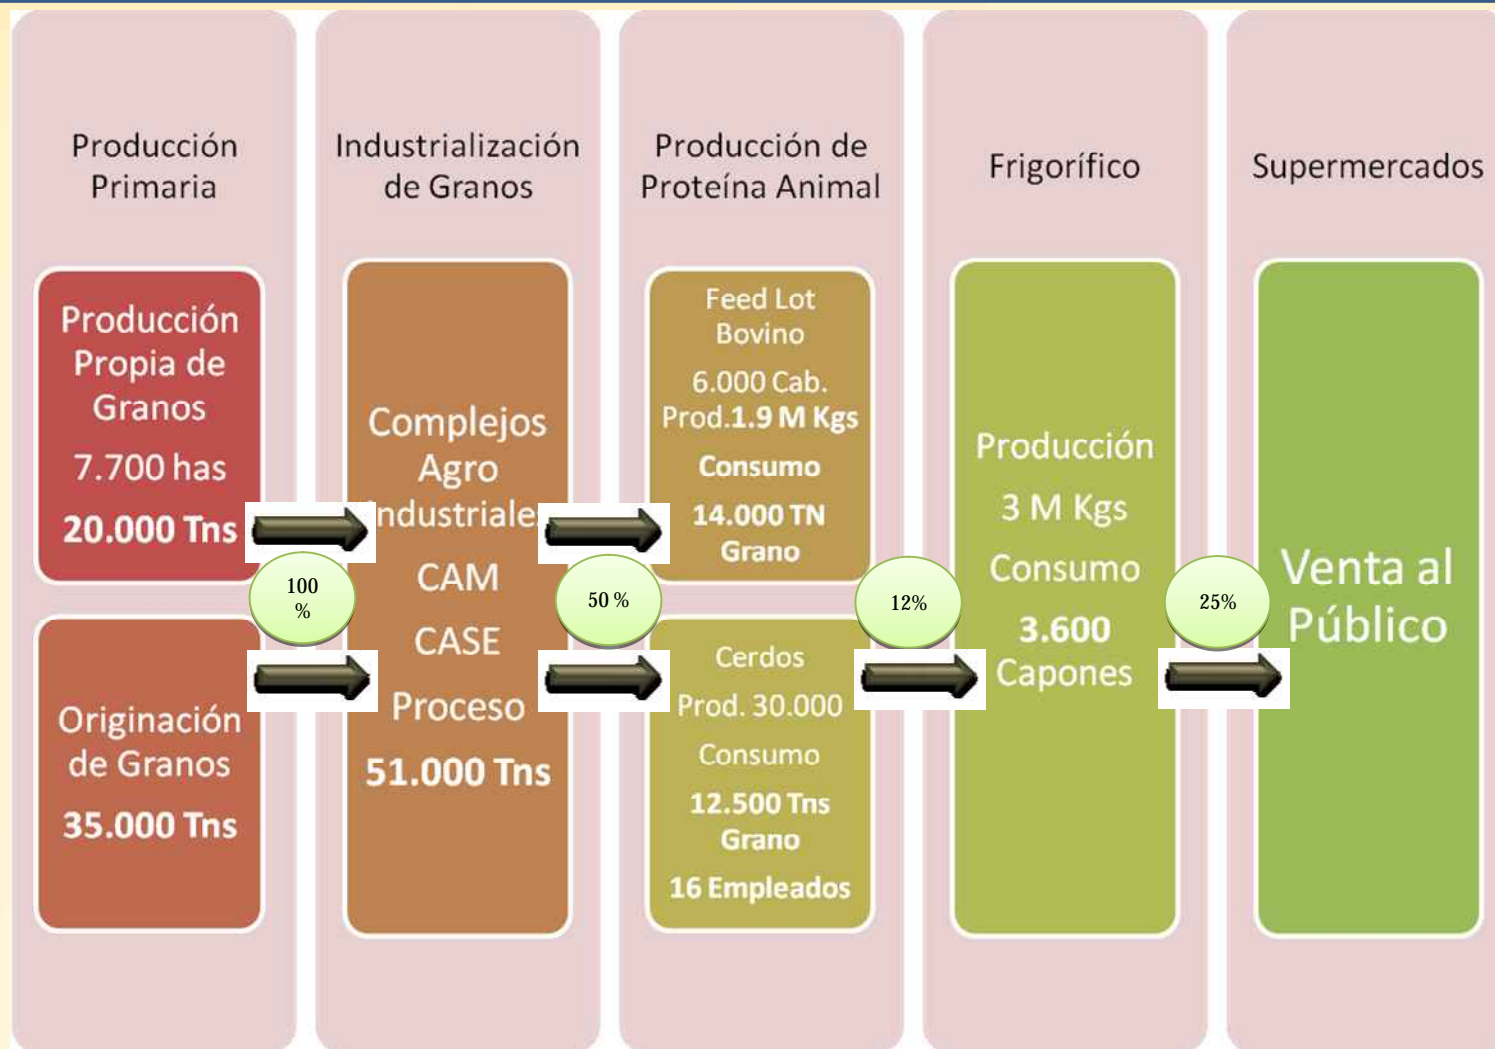 Producción
Primaria
Producción
Propia de
Granos
7.700 has
20.000 Tns
Originación
de Granos
35.000 Tns
100
%
Industrialización
de Granos
Complejos
Agro
ndustriale
CAM
CASE
Proceso
51.000 Tns
50 %
Producción de
Proteína Animal
Feed Lot
Bovino
6.000 Cab.
Prod.1.9 M Kgs
Consumo
14.000 TN
Grano
Cerdos
Prod. 30.000
Consumo
12.500 Tns
Grano
16 Empleados
12%
Frigorífico
Producción
3 M Kgs
Consumo
3.600
Capones
25%
Supermercados
Venta al
Público